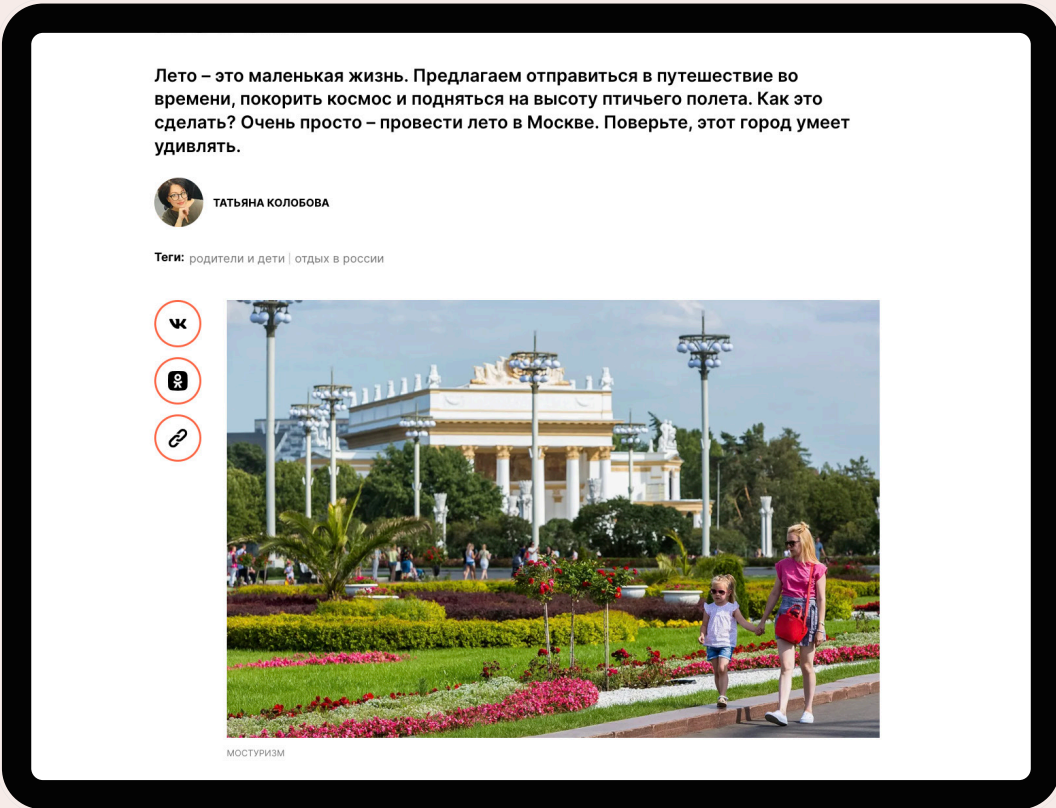 Лето – это маленькая жизнь. Предлагаем отправиться в путешествие во
времени, покорить космос и подняться на высоту птичьего полета. Как это
сделать? Очень просто – провести лето в Москве. Поверьте, этот город умеет
удивлять.
ТАТЬЯНА КОЛОБОВА
Теги: родители и дети | отдых в россии
МОСТУРИЗМ